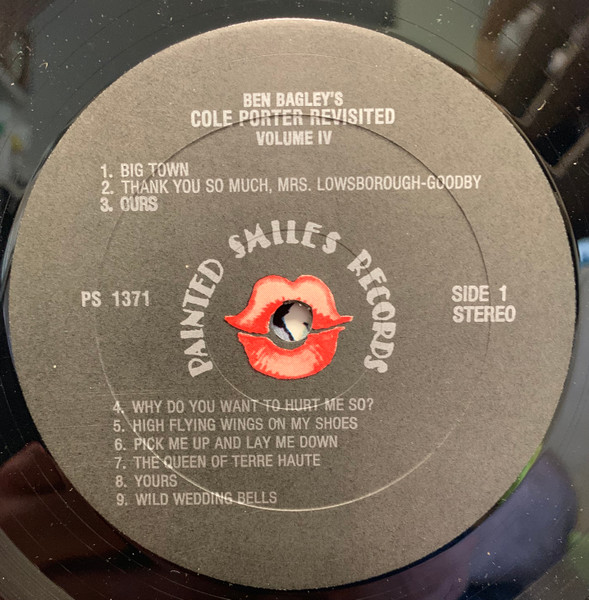 BEN BAGLEY'S
COLE PORTER REVISITED
VOLUME IV
1. BIG TOWN
2. THANK YOU SO MUCH, MRS. LOWSBOROUGH-GOODBY
3. OURS
PAINTED SMILES RECORDS
PS 1371
SIDE 1
STEREO
4. WHY DO YOU WANT TO HURT ME SO?
5. HIGH FLYING WINGS ON MY SHOES
6. PICK ME UP AND LAY ME DOWN
7. THE QUEEN OF TERRE HAUTE
8. YOURS
9. WILD WEDDING BELLS